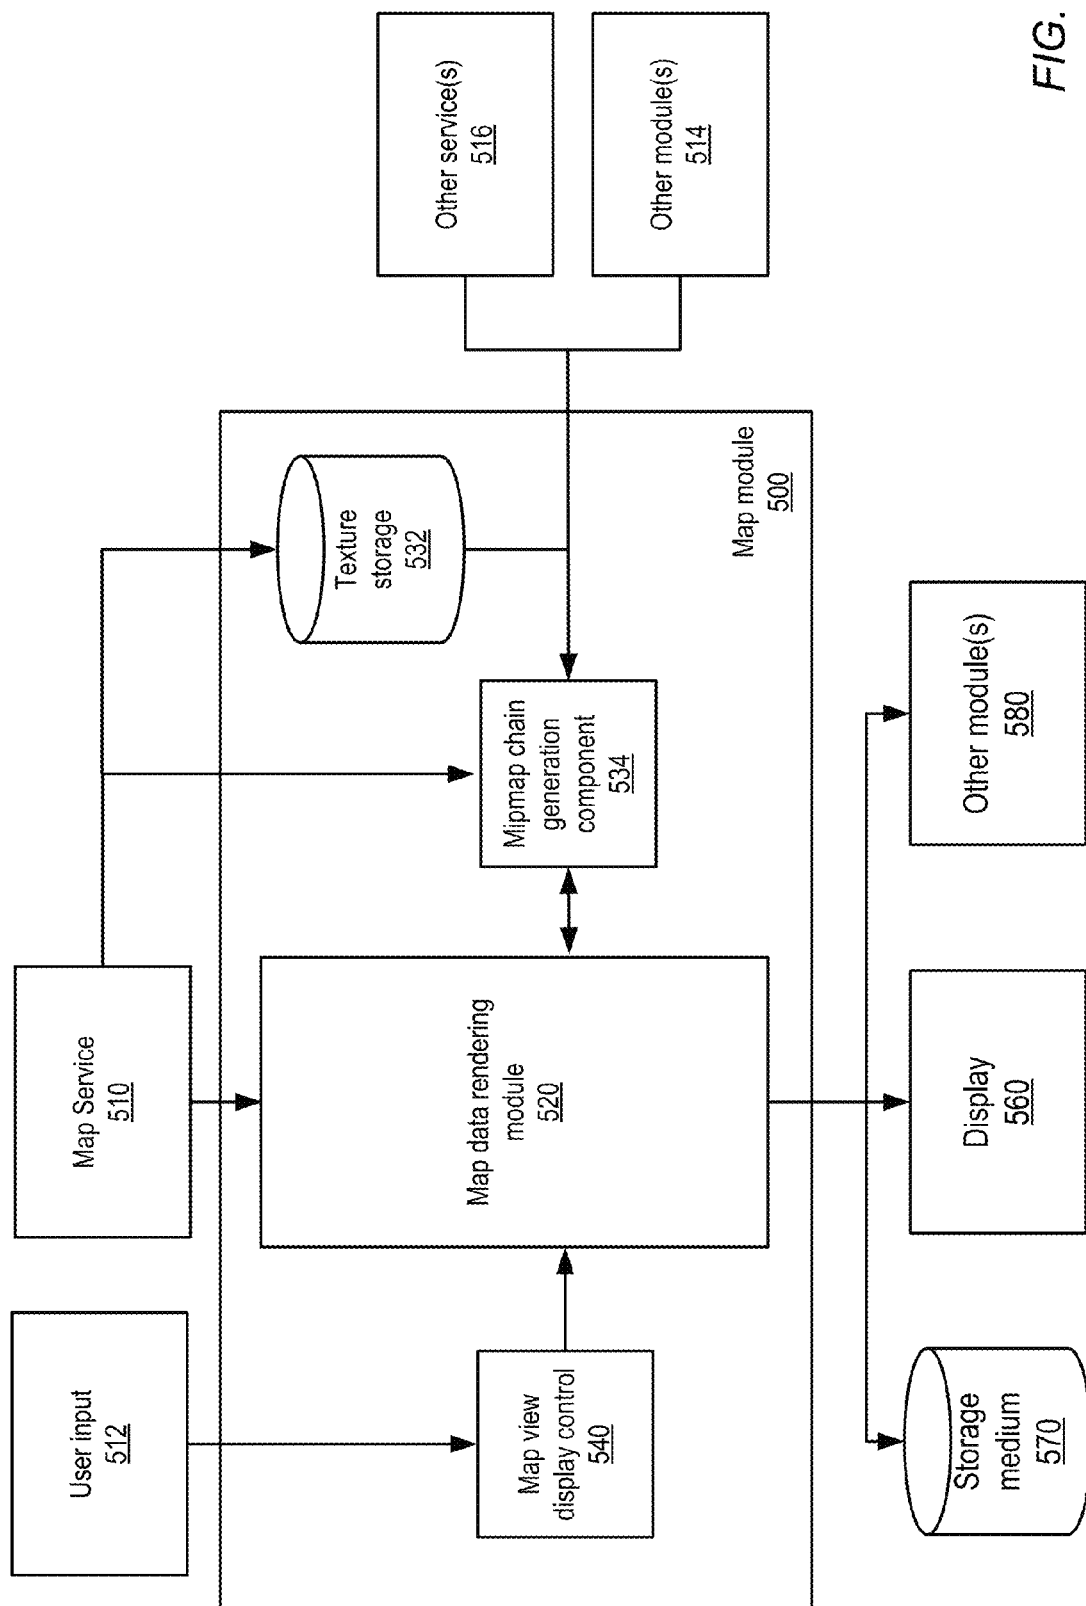 User input
512
Map Service
510
Map view
display control
540
Map data rendering
module
520
Mipmap chain
generation
component
534
Texture
storage
532
Map module
500
Other service(s)
516
Other module(s)
514
Storage
medium
570
Display
560
Other module(s)
580
FIG.